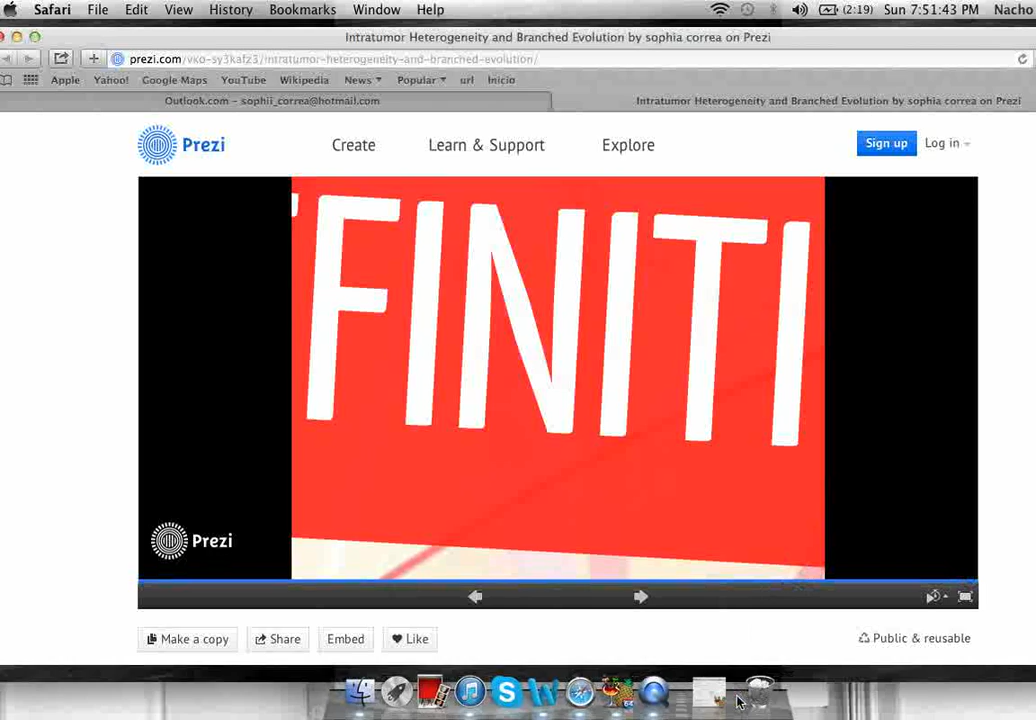 Safari File Edit View History Bookmarks Window Help (2:19) Sun 7:51:43 PM Nacho
Intratumor Heterogeneity and Branched Evolution by sophia correa on Prezi
prezi.com/vko-sy3kafz3/intratumor-heterogeneity-and-branched-evolution/
Apple Yahoo! Google Maps YouTube Wikipedia News Popular url Inicio
Outlook.com – sophii_correa@hotmail.com Intratumor Heterogeneity and Branched Evolution by sophia correa on Prezi
Prezi Create Learn & Support Explore Sign up Log in
FINITI
Prezi
Make a copy Share Embed Like Public & reusable